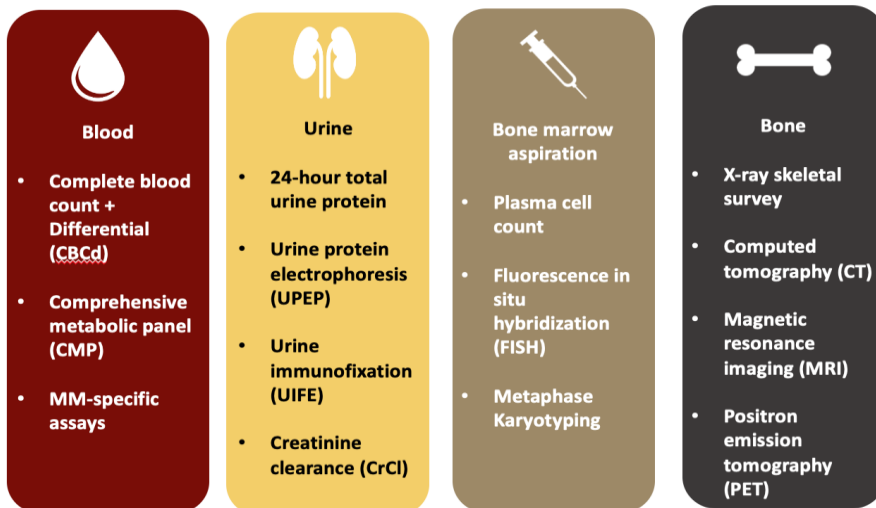 Blood
• Complete blood
count +
Differential
(CBCd)
• Comprehensive
metabolic panel
(CMP)
• MM-specific
assays
Urine
• 24-hour total
urine protein
• Urine protein
electrophoresis
(UPEP)
• Urine
immunofixation
(UIFE)
• Creatinine
clearance (CrCl)
Bone marrow
aspiration
• Plasma cell
count
• Fluorescence in
situ
hybridization
(FISH)
• Metaphase
Karyotyping
Bone
• X-ray skeletal
survey
• Computed
tomography (CT)
• Magnetic
resonance
imaging (MRI)
• Positron
emission
tomography
(PET)